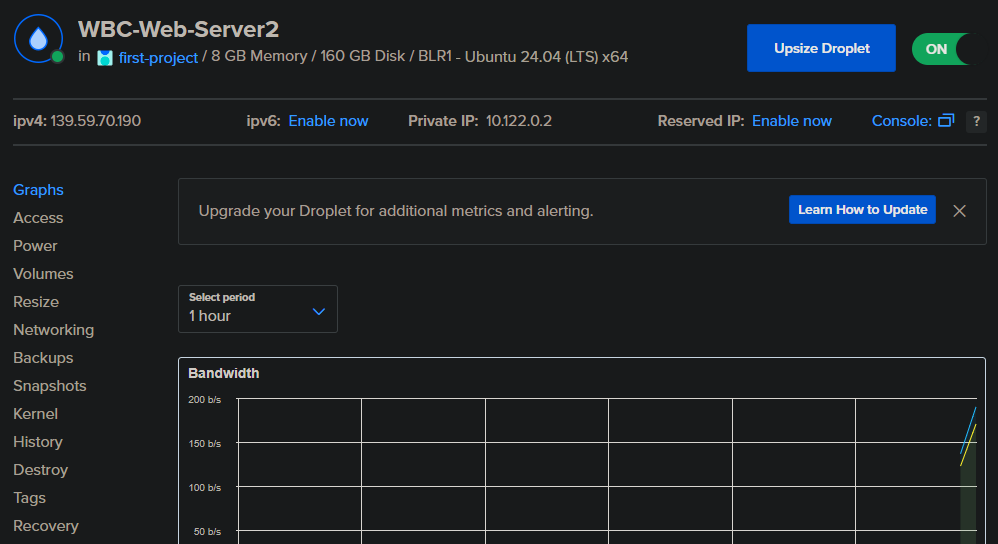 WBC-Web-Server2
in first-project / 8 GB Memory / 160 GB Disk / BLR1 - Ubuntu 24.04 (LTS) x64
Upsize Droplet
ON
ipv4: 139.59.70.190
ipv6: Enable now
Private IP: 10.122.0.2
Reserved IP: Enable now
Console:
?
Graphs
Access
Power
Volumes
Resize
Networking
Backups
Snapshots
Kernel
History
Destroy
Tags
Recovery
Upgrade your Droplet for additional metrics and alerting.
Learn How to Update
Select period
1 hour
Bandwidth
200 b/s
150 b/s
100 b/s
50 b/s